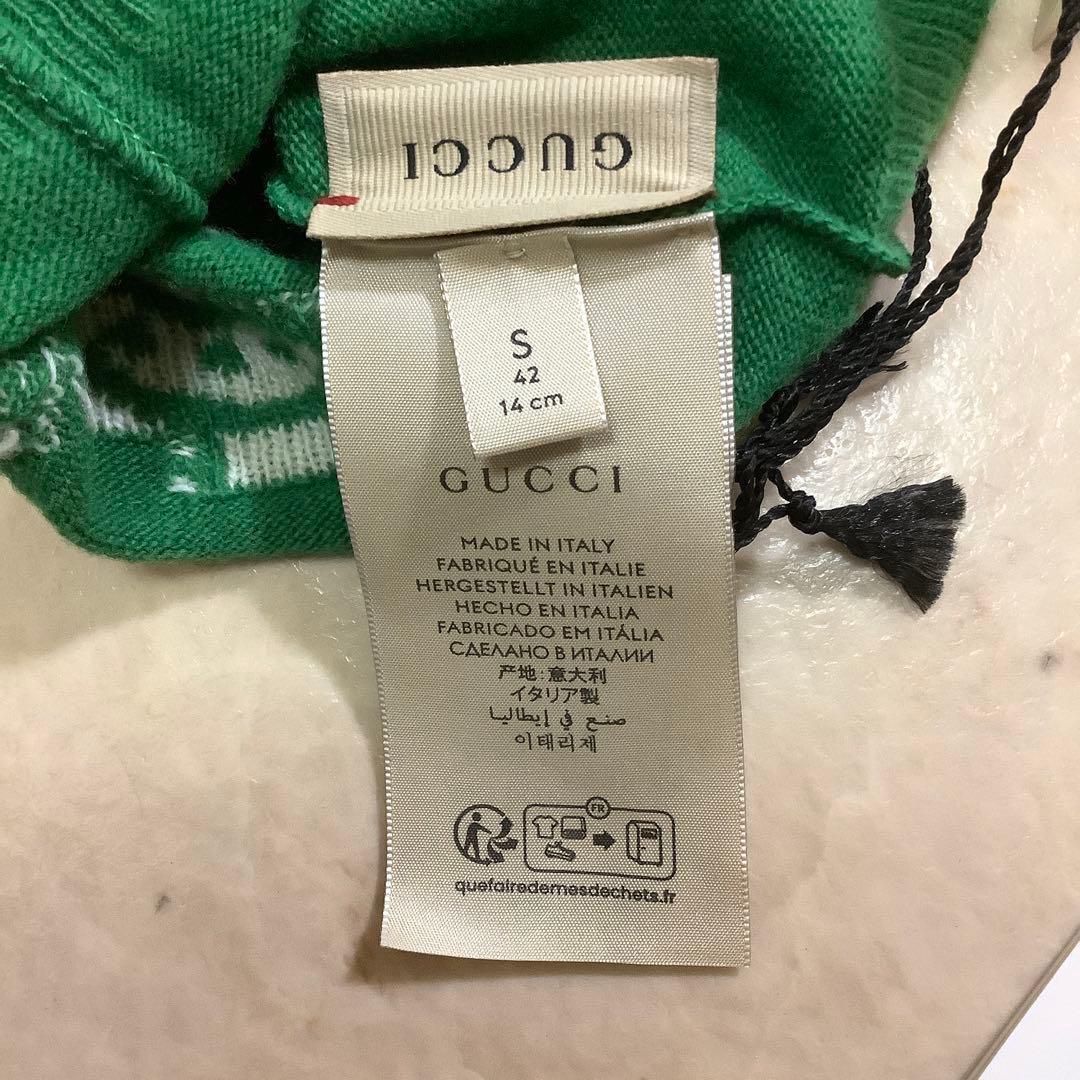 GUCCI
S
42
14 cm
GUCCI
MADE IN ITALY
FABRIQUÉ EN ITALIE
HERGESTELLT IN ITALIEN
HECHO EN ITALIA
FABRICADO EM ITÁLIA
СДЕЛАНО В ИТАЛИИ
产地: 意大利
イタリア製
صنع في إيطاليا
이태리제
FR
quefairedemesdechets.fr